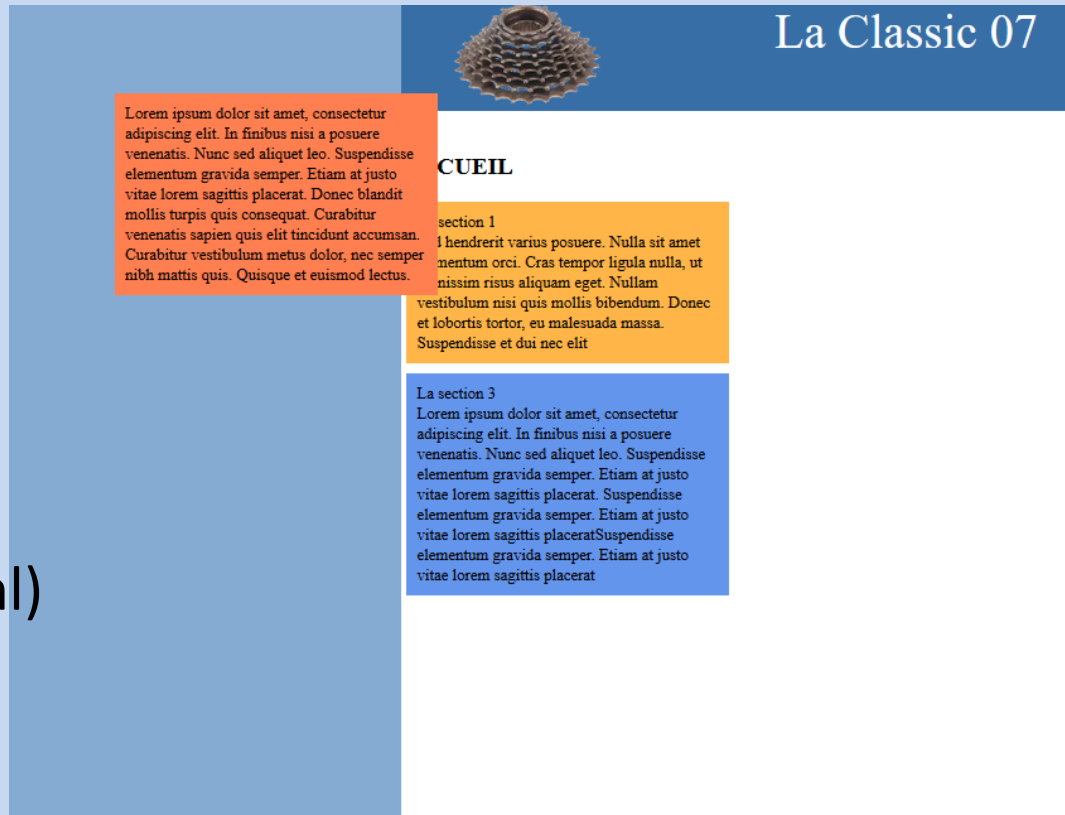 La Classic 07
Lorem ipsum dolor sit amet, consectetur
adipiscing elit. In finibus nisi a posuere
venenatis. Nunc sed aliquet leo. Suspendisse
elementum gravida semper. Etiam at justo
vitae lorem sagittis placerat. Donec blandit
mollis turpis quis consequat. Curabitur
venenatis sapien quis elit tincidunt accumsan.
Curabitur vestibulum metus dolor, nec semper
nibh mattis quis. Quisque et euismod lectus.
CUEIL
section 1
hendrerit varius posuere. Nulla sit amet
mentum orci. Cras tempor ligula nulla, ut
nissim risus aliquam eget. Nullam
vestibulum nisi quis mollis bibendum. Donec
et lobortis tortor, eu malesuada massa.
Suspendisse et dui nec elit
La section 3
Lorem ipsum dolor sit amet, consectetur
adipiscing elit. In finibus nisi a posuere
venenatis. Nunc sed aliquet leo. Suspendisse
elementum gravida semper. Etiam at justo
vitae lorem sagittis placerat. Suspendisse
elementum gravida semper. Etiam at justo
vitae lorem sagittis placeratSuspendisse
elementum gravida semper. Etiam at justo
vitae lorem sagittis placerat
l)